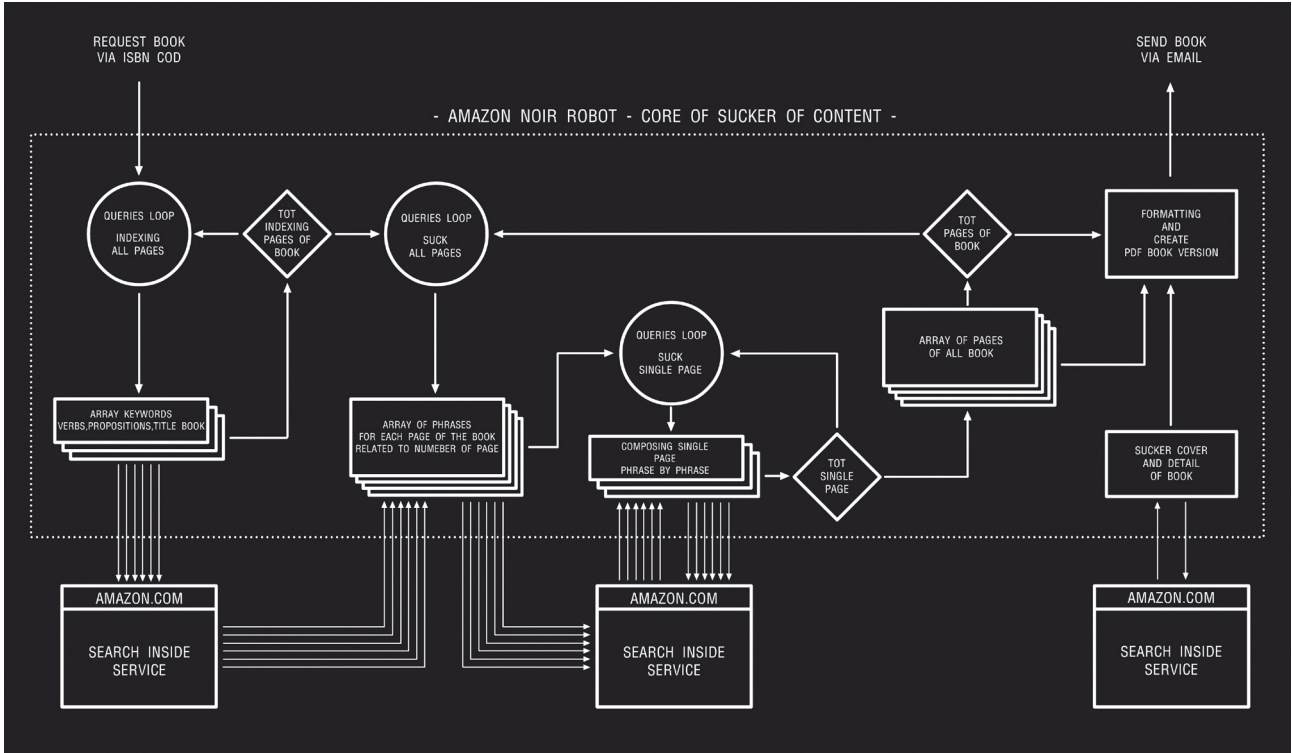 REQUEST BOOK
VIA ISBN COD
SEND BOOK
VIA EMAIL
- AMAZON NOIR ROBOT - CORE OF SUCKER OF CONTENT -
QUERIES LOOP
INDEXING
ALL PAGES
TOT
INDEXING
PAGES OF
BOOK
QUERIES LOOP
SUCK
ALL PAGES
TOT
PAGES OF
BOOK
FORMATTING
AND
CREATE
PDF BOOK VERSION
QUERIES LOOP
SUCK
SINGLE PAGE
ARRAY OF PAGES
OF ALL BOOK
ARRAY KEYWORDS
VERBS,PROPOSITIONS,TITLE BOOK
ARRAY OF PHRASES
FOR EACH PAGE OF THE BOOK
RELATED TO NUMEBER OF PAGE
COMPOSING SINGLE
PAGE
PHRASE BY PHRASE
TOT
SINGLE
PAGE
SUCKER COVER
AND DETAIL
OF BOOK
AMAZON.COM
SEARCH INSIDE
SERVICE
AMAZON.COM
SEARCH INSIDE
SERVICE
AMAZON.COM
SEARCH INSIDE
SERVICE